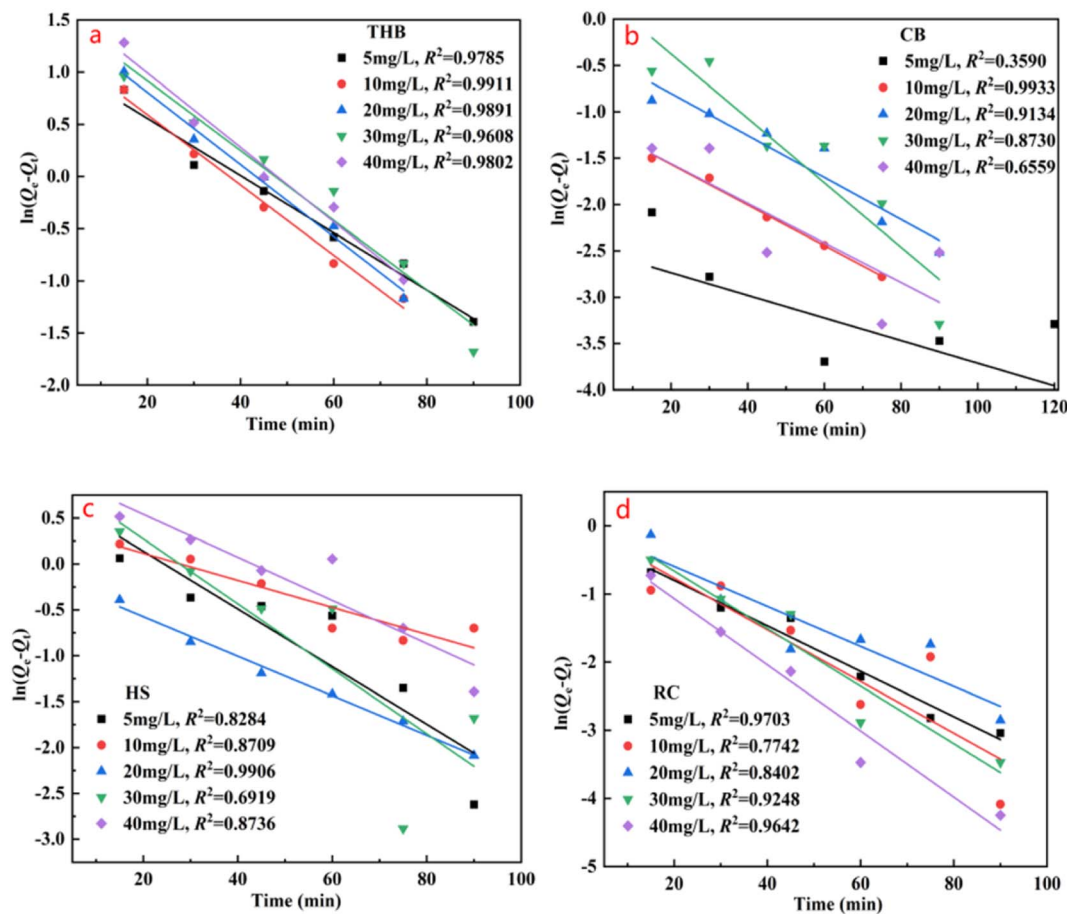 a
THB
5mg/L, R²=0.9785
10mg/L, R²=0.9911
20mg/L, R²=0.9891
30mg/L, R²=0.9608
40mg/L, R²=0.9802
ln(Qe-Qt)
1.5
1.0
0.5
0.0
-0.5
-1.0
-1.5
-2.0
20 40 60 80 100
Time (min)
b
CB
5mg/L, R²=0.3590
10mg/L, R²=0.9933
20mg/L, R²=0.9134
30mg/L, R²=0.8730
40mg/L, R²=0.6559
ln(Qe-Qt)
0.0
-0.5
-1.0
-1.5
-2.0
-2.5
-3.0
-3.5
-4.0
20 40 60 80 100 120
Time (min)
c
HS
5mg/L, R²=0.8284
10mg/L, R²=0.8709
20mg/L, R²=0.9906
30mg/L, R²=0.6919
40mg/L, R²=0.8736
ln(Qe-Qt)
0.5
0.0
-0.5
-1.0
-1.5
-2.0
-2.5
-3.0
20 40 60 80 100
Time (min)
d
RC
5mg/L, R²=0.9703
10mg/L, R²=0.7742
20mg/L, R²=0.8402
30mg/L, R²=0.9248
40mg/L, R²=0.9642
ln(Qe-Qt)
0
-1
-2
-3
-4
-5
20 40 60 80 100
Time (min)